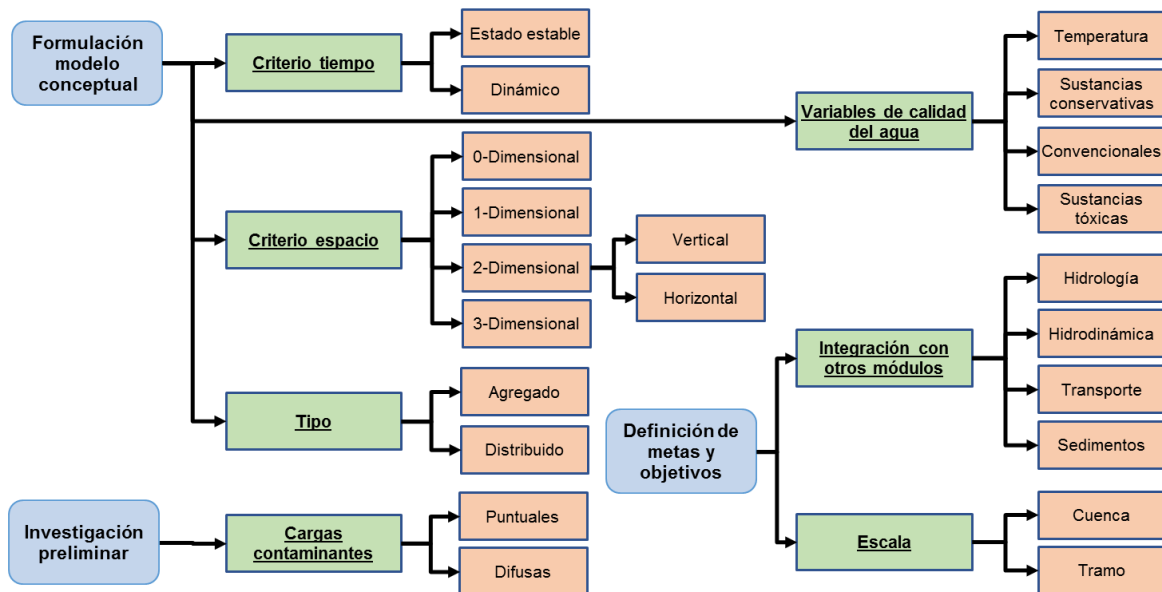 Formulación
modelo
conceptual
Criterio tiempo
Estado estable
Dinámico
Criterio espacio
0-Dimensional
1-Dimensional
2-Dimensional
3-Dimensional
Vertical
Horizontal
Tipo
Agregado
Distribuido
Variables de calidad
del agua
Temperatura
Sustancias
conservativas
Convencionales
Sustancias
tóxicas
Investigación
preliminar
Cargas
contaminantes
Puntuales
Difusas
Definición de
metas y
objetivos
Integración con
otros módulos
Hidrología
Hidrodinámica
Transporte
Sedimentos
Escala
Cuenca
Tramo